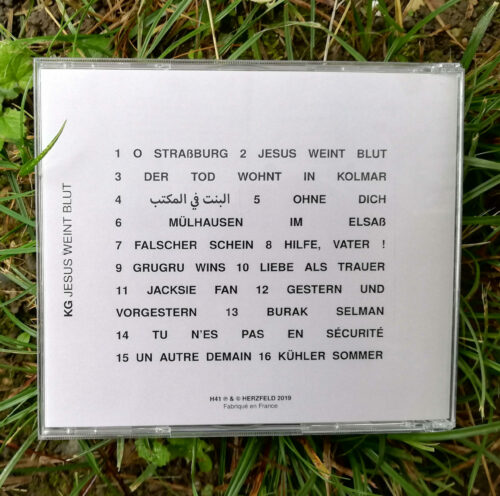 KG JESUS WEINT BLUT
1 O STRAßBURG 2 JESUS WEINT BLUT
3 DER TOD WOHNT IN KOLMAR
4 البنت في المكتب 5 OHNE DICH
6 MÜLHAUSEN IM ELSAß
7 FALSCHER SCHEIN 8 HILFE, VATER !
9 GRUGRU WINS 10 LIEBE ALS TRAUER
11 JACKSIE FAN 12 GESTERN UND
VORGESTERN 13 BURAK SELMAN
14 TU N'ES PAS EN SÉCURITÉ
15 UN AUTRE DEMAIN 16 KÜHLER SOMMER
H41 ℗ & © HERZFELD 2019
Fabriqué en France